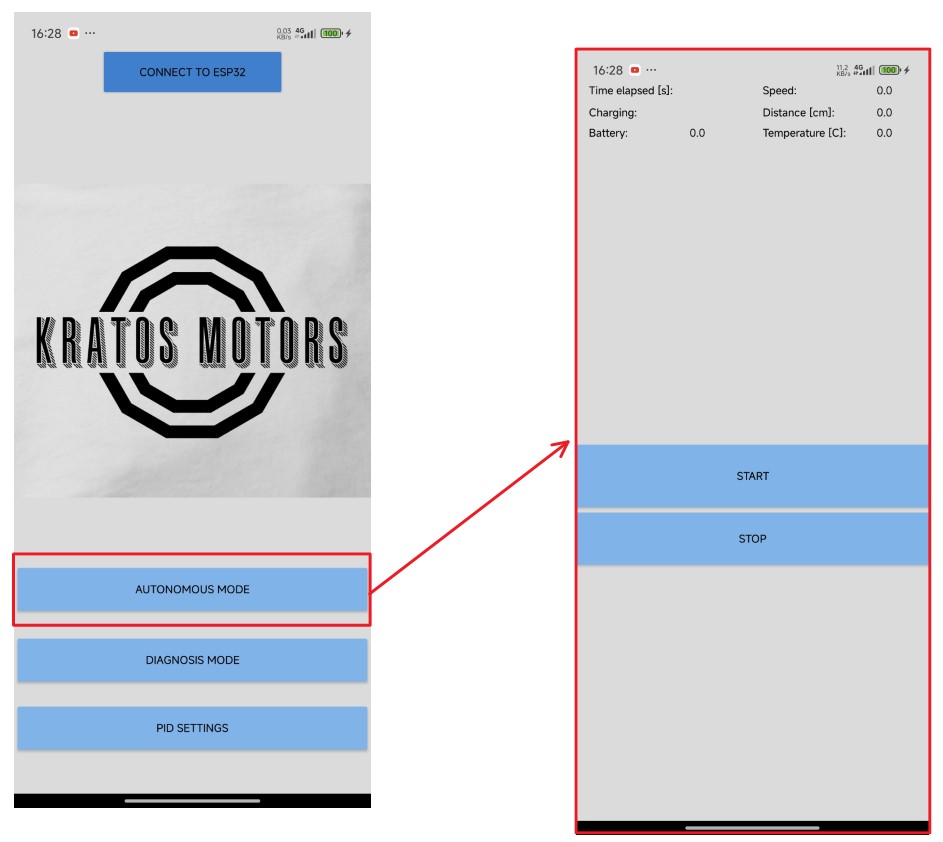 16:28 ... 0,03 KB/s 4G 100
CONNECT TO ESP32
KRATOS MOTORS
AUTONOMOUS MODE
DIAGNOSIS MODE
PID SETTINGS
16:28 ... 11,2 KB/s 4G 100
Time elapsed [s]: Speed: 0.0
Charging: Distance [cm]: 0.0
Battery: 0.0 Temperature [C]: 0.0
START
STOP